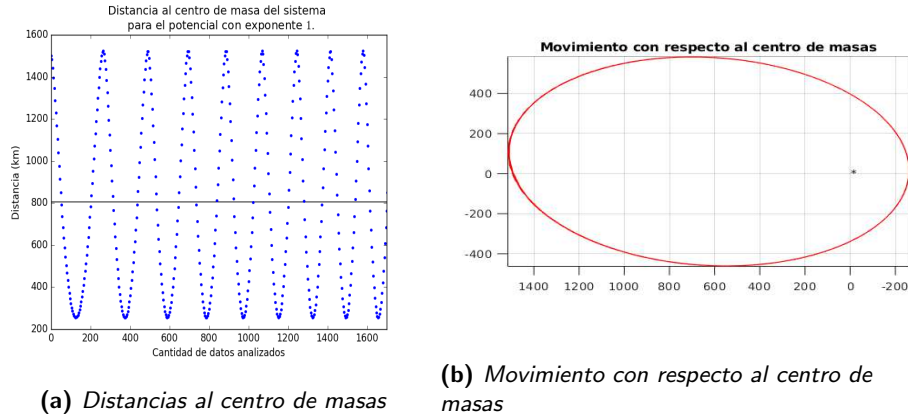 Distancia al centro de masa del sistema
para el potencial con exponente 1.
1600
1400
1200
1000
800
600
400
200
0 200 400 600 800 1000 1200 1400 1600
Distancia (km)
Cantidad de datos analizados
(a) Distancias al centro de masas
Movimiento con respecto al centro de masas
400
200
0
-200
-400
1400 1200 1000 800 600 400 200 0 -200
*
(b) Movimiento con respecto al centro de
masas